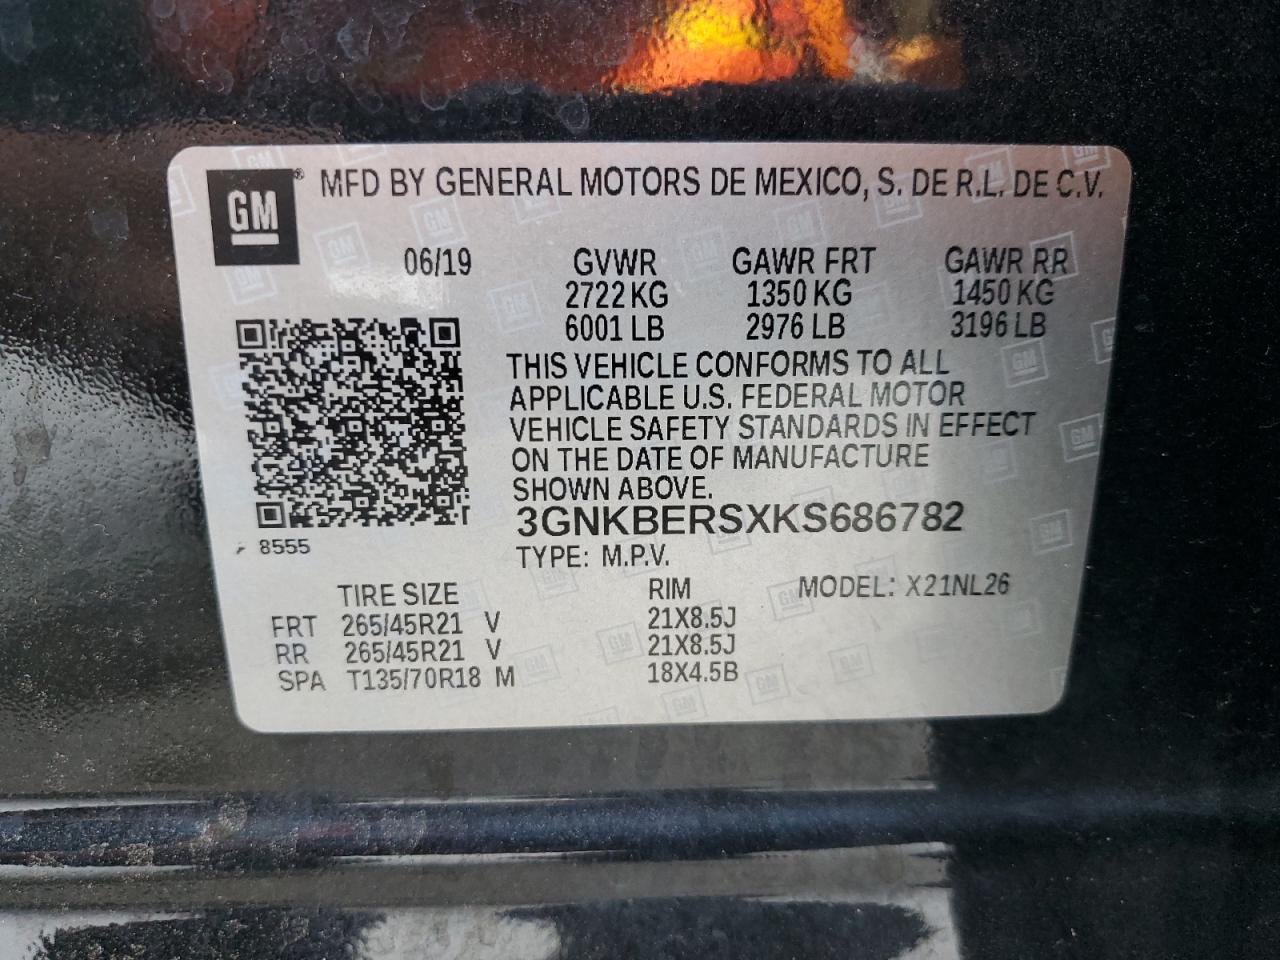 GM ® MFD BY GENERAL MOTORS DE MEXICO, S. DE R.L. DE C.V.
06/19 GVWR GAWR FRT GAWR RR
2722 KG 1350 KG 1450 KG
6001 LB 2976 LB 3196 LB
THIS VEHICLE CONFORMS TO ALL
APPLICABLE U.S. FEDERAL MOTOR
VEHICLE SAFETY STANDARDS IN EFFECT
ON THE DATE OF MANUFACTURE
SHOWN ABOVE.
3GNKBERSXKS686782
8555
TYPE: M.P.V.
TIRE SIZE RIM MODEL: X21NL26
FRT 265/45R21 V 21X8.5J
RR 265/45R21 V 21X8.5J
SPA T135/70R18 M 18X4.5B